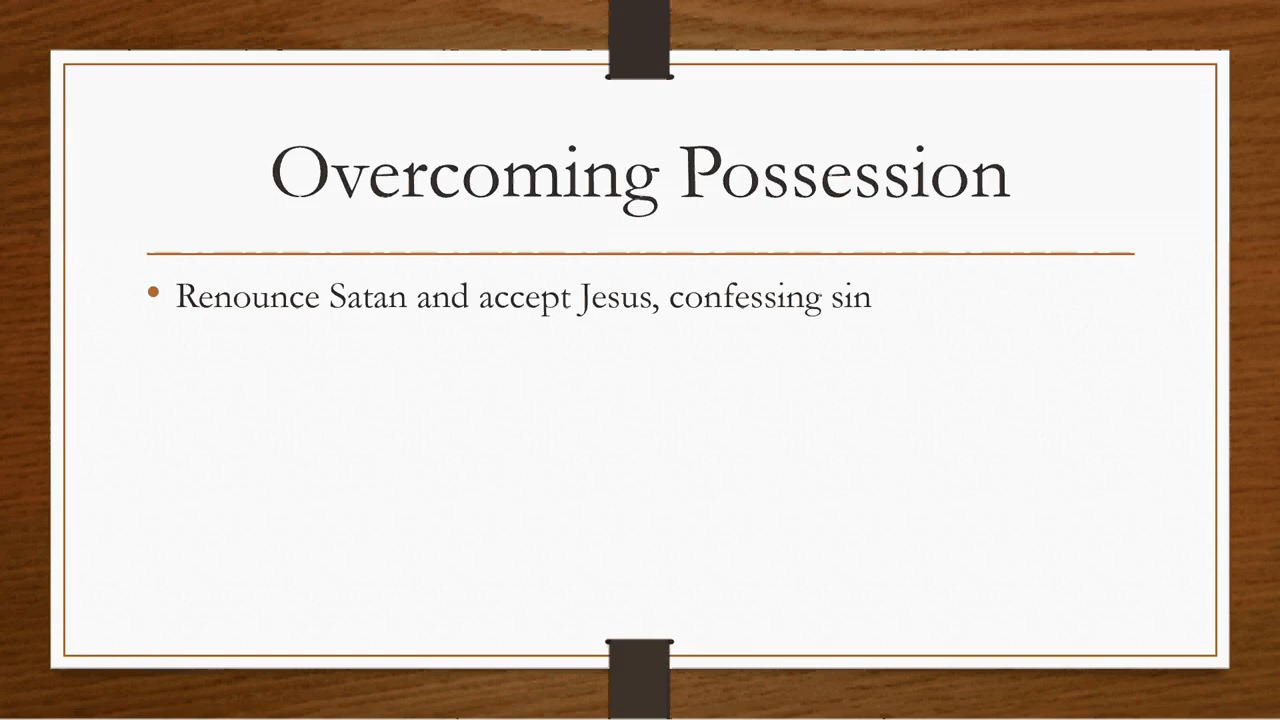 Overcoming Possession
• Renounce Satan and accept Jesus, confessing sin